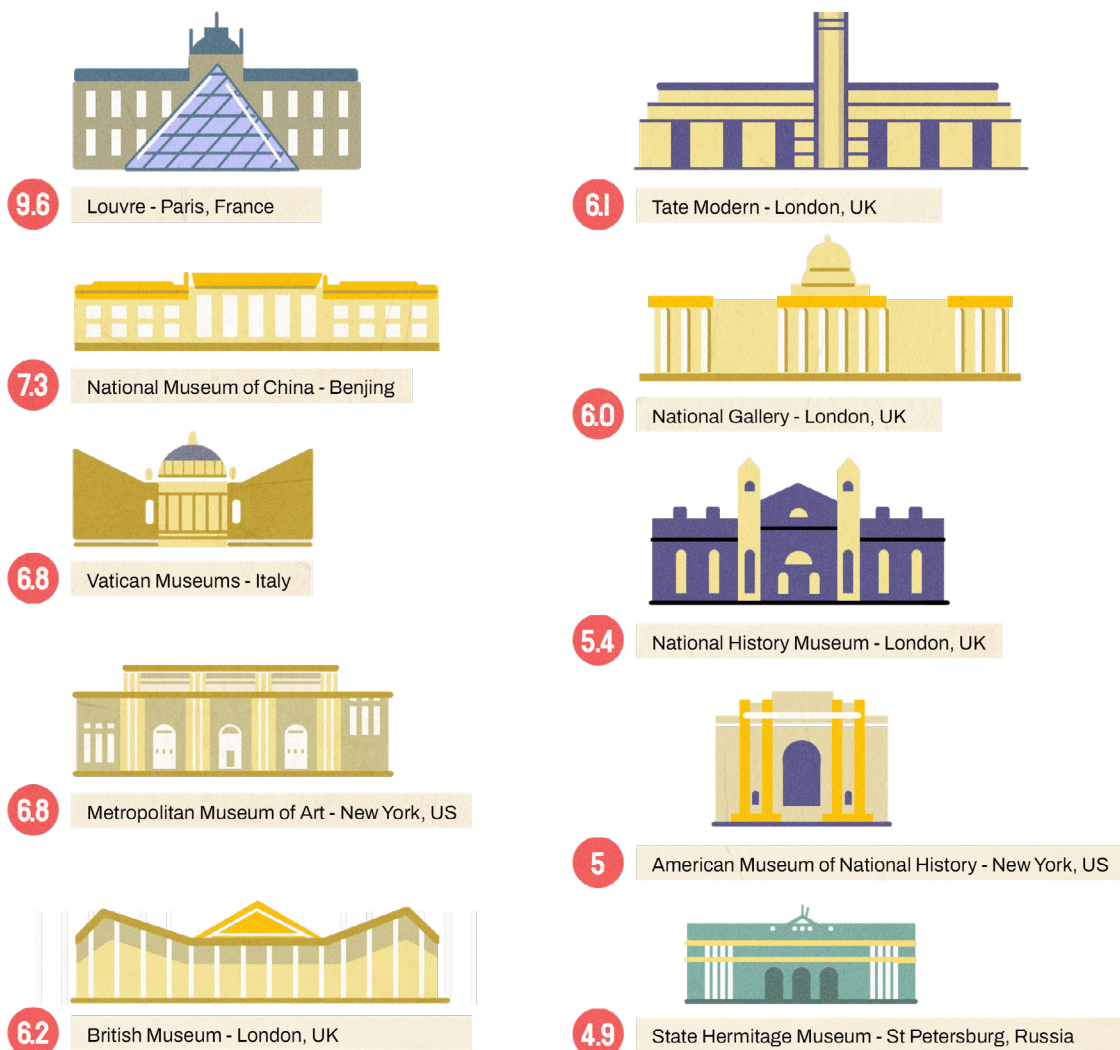 9.6
Louvre - Paris, France
7.3
National Museum of China - Benjing
6.8
Vatican Museums - Italy
6.8
Metropolitan Museum of Art - New York, US
6.2
British Museum - London, UK
6.1
Tate Modern - London, UK
6.0
National Gallery - London, UK
5.4
National History Museum - London, UK
5
American Museum of National History - New York, US
4.9
State Hermitage Museum - St Petersburg, Russia